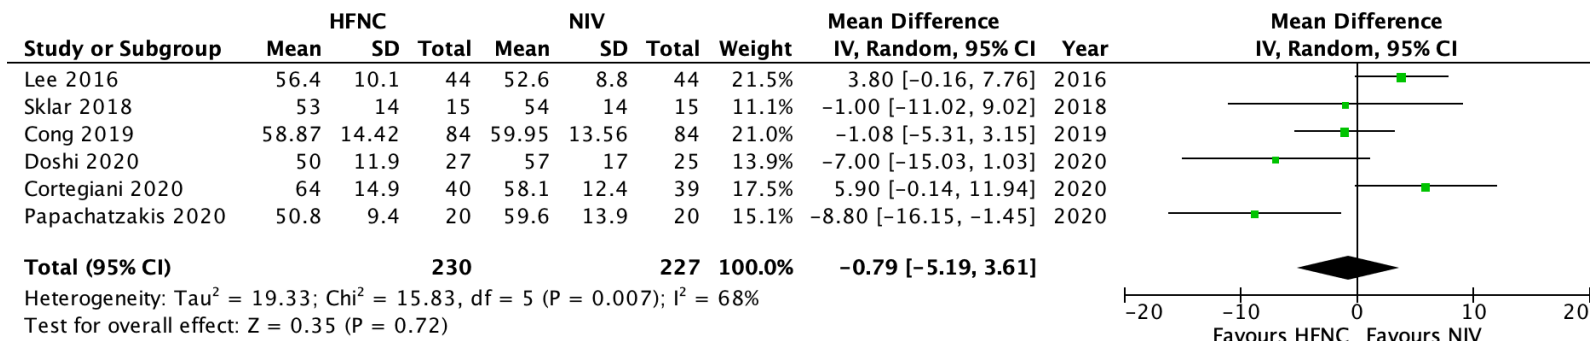 HFNC NIV Mean Difference Mean Difference
Study or Subgroup Mean SD Total Mean SD Total Weight IV, Random, 95% CI Year IV, Random, 95% CI
Lee 2016 56.4 10.1 44 52.6 8.8 44 21.5% 3.80 [−0.16, 7.76] 2016
Sklar 2018 53 14 15 54 14 15 11.1% −1.00 [−11.02, 9.02] 2018
Cong 2019 58.87 14.42 84 59.95 13.56 84 21.0% −1.08 [−5.31, 3.15] 2019
Doshi 2020 50 11.9 27 57 17 25 13.9% −7.00 [−15.03, 1.03] 2020
Cortegiani 2020 64 14.9 40 58.1 12.4 39 17.5% 5.90 [−0.14, 11.94] 2020
Papachatzakis 2020 50.8 9.4 20 59.6 13.9 20 15.1% −8.80 [−16.15, −1.45] 2020
Total (95% CI) 230 227 100.0% −0.79 [−5.19, 3.61]
Heterogeneity: Tau² = 19.33; Chi² = 15.83, df = 5 (P = 0.007); I² = 68%
Test for overall effect: Z = 0.35 (P = 0.72)
−20 −10 0 10 20
Favours HFNC Favours NIV